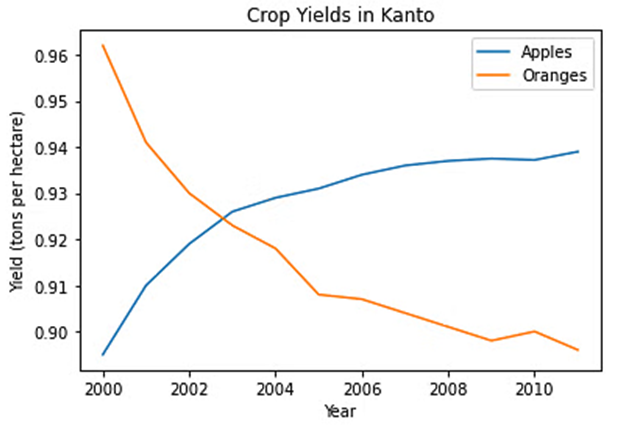 Crop Yields in Kanto
Apples
Oranges
Yield (tons per hectare)
0.96
0.95
0.94
0.93
0.92
0.91
0.90
2000
2002
2004
2006
2008
2010
Year